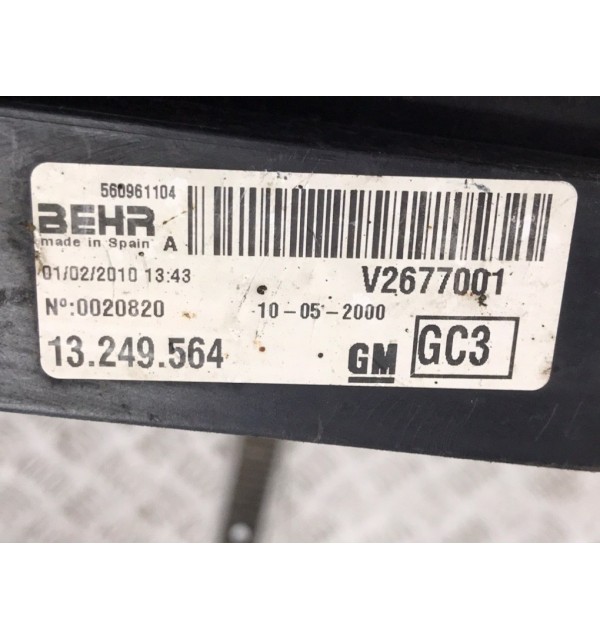 560961104
BEHR
made in Spain A
01/02/2010 13:43 V2677001
Nº:0020820 10-05-2000
13.249.564 GM GC3